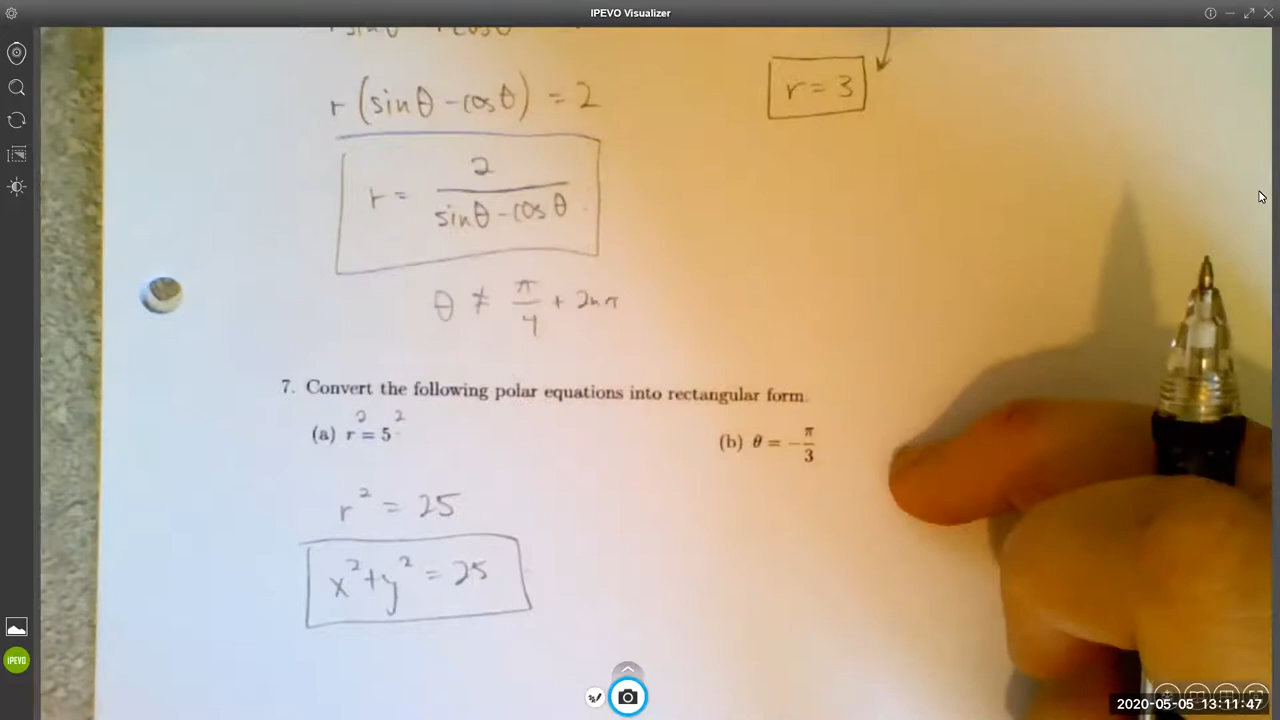 IPEVO Visualizer
r (sinθ - cosθ) = 2
r = 3
r = 2 / (sinθ - cosθ)
θ ≠ π/4 + 2nπ
7. Convert the following polar equations into rectangular form.
(a) r² = 5²
(b) θ = -π/3
r² = 25
x² + y² = 25
IPEVO
2020-05-05 13:11:47